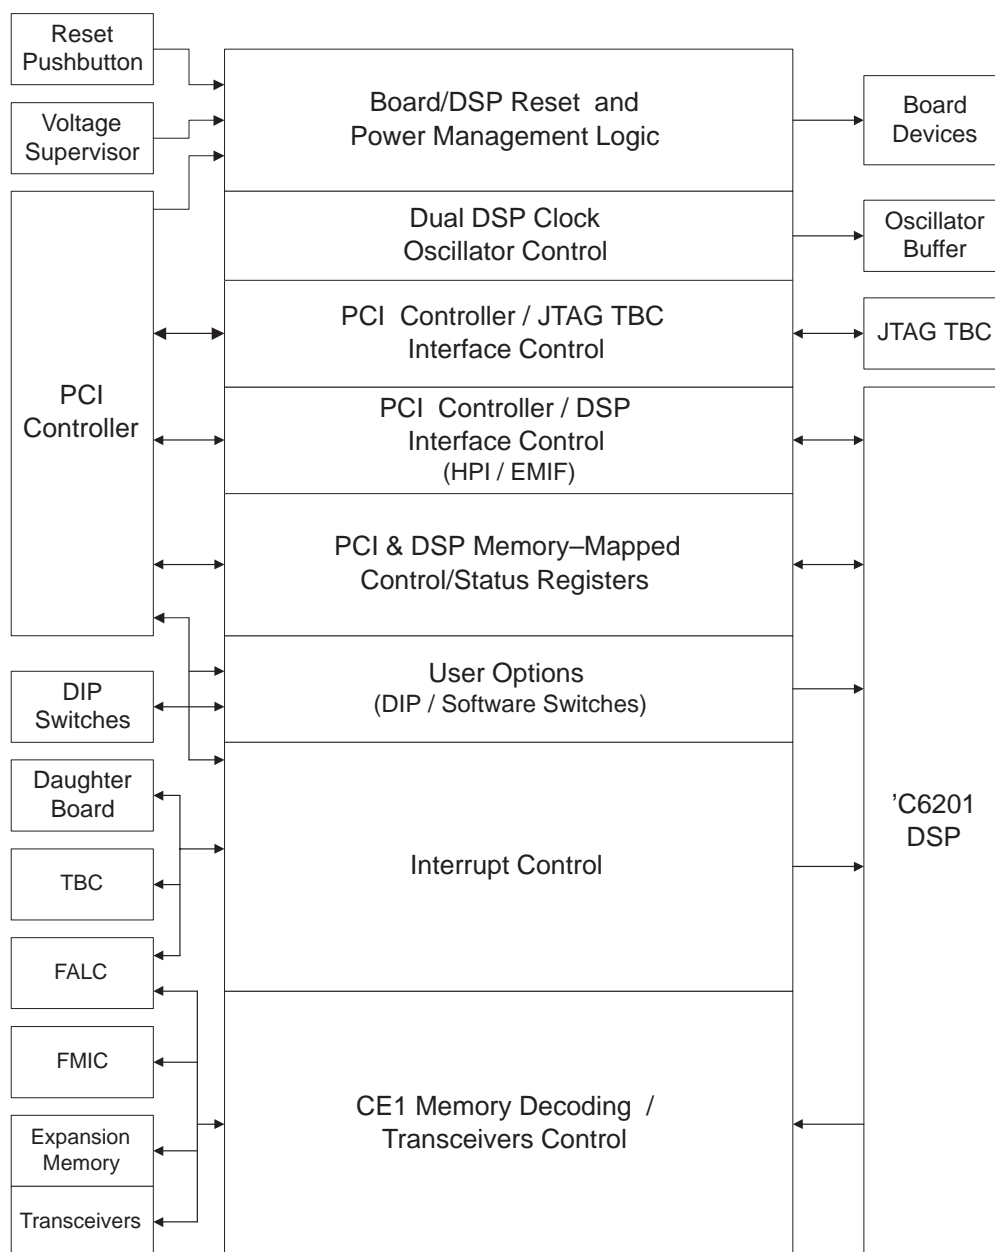 Reset
Pushbutton
Voltage
Supervisor
PCI
Controller
DIP
Switches
Daughter
Board
TBC
FALC
FMIC
Expansion
Memory
Transceivers
Board/DSP Reset and
Power Management Logic
Dual DSP Clock
Oscillator Control
PCI Controller / JTAG TBC
Interface Control
PCI Controller / DSP
Interface Control
(HPI / EMIF)
PCI & DSP Memory–Mapped
Control/Status Registers
User Options
(DIP / Software Switches)
Interrupt Control
CE1 Memory Decoding /
Transceivers Control
Board
Devices
Oscillator
Buffer
JTAG TBC
’C6201
DSP